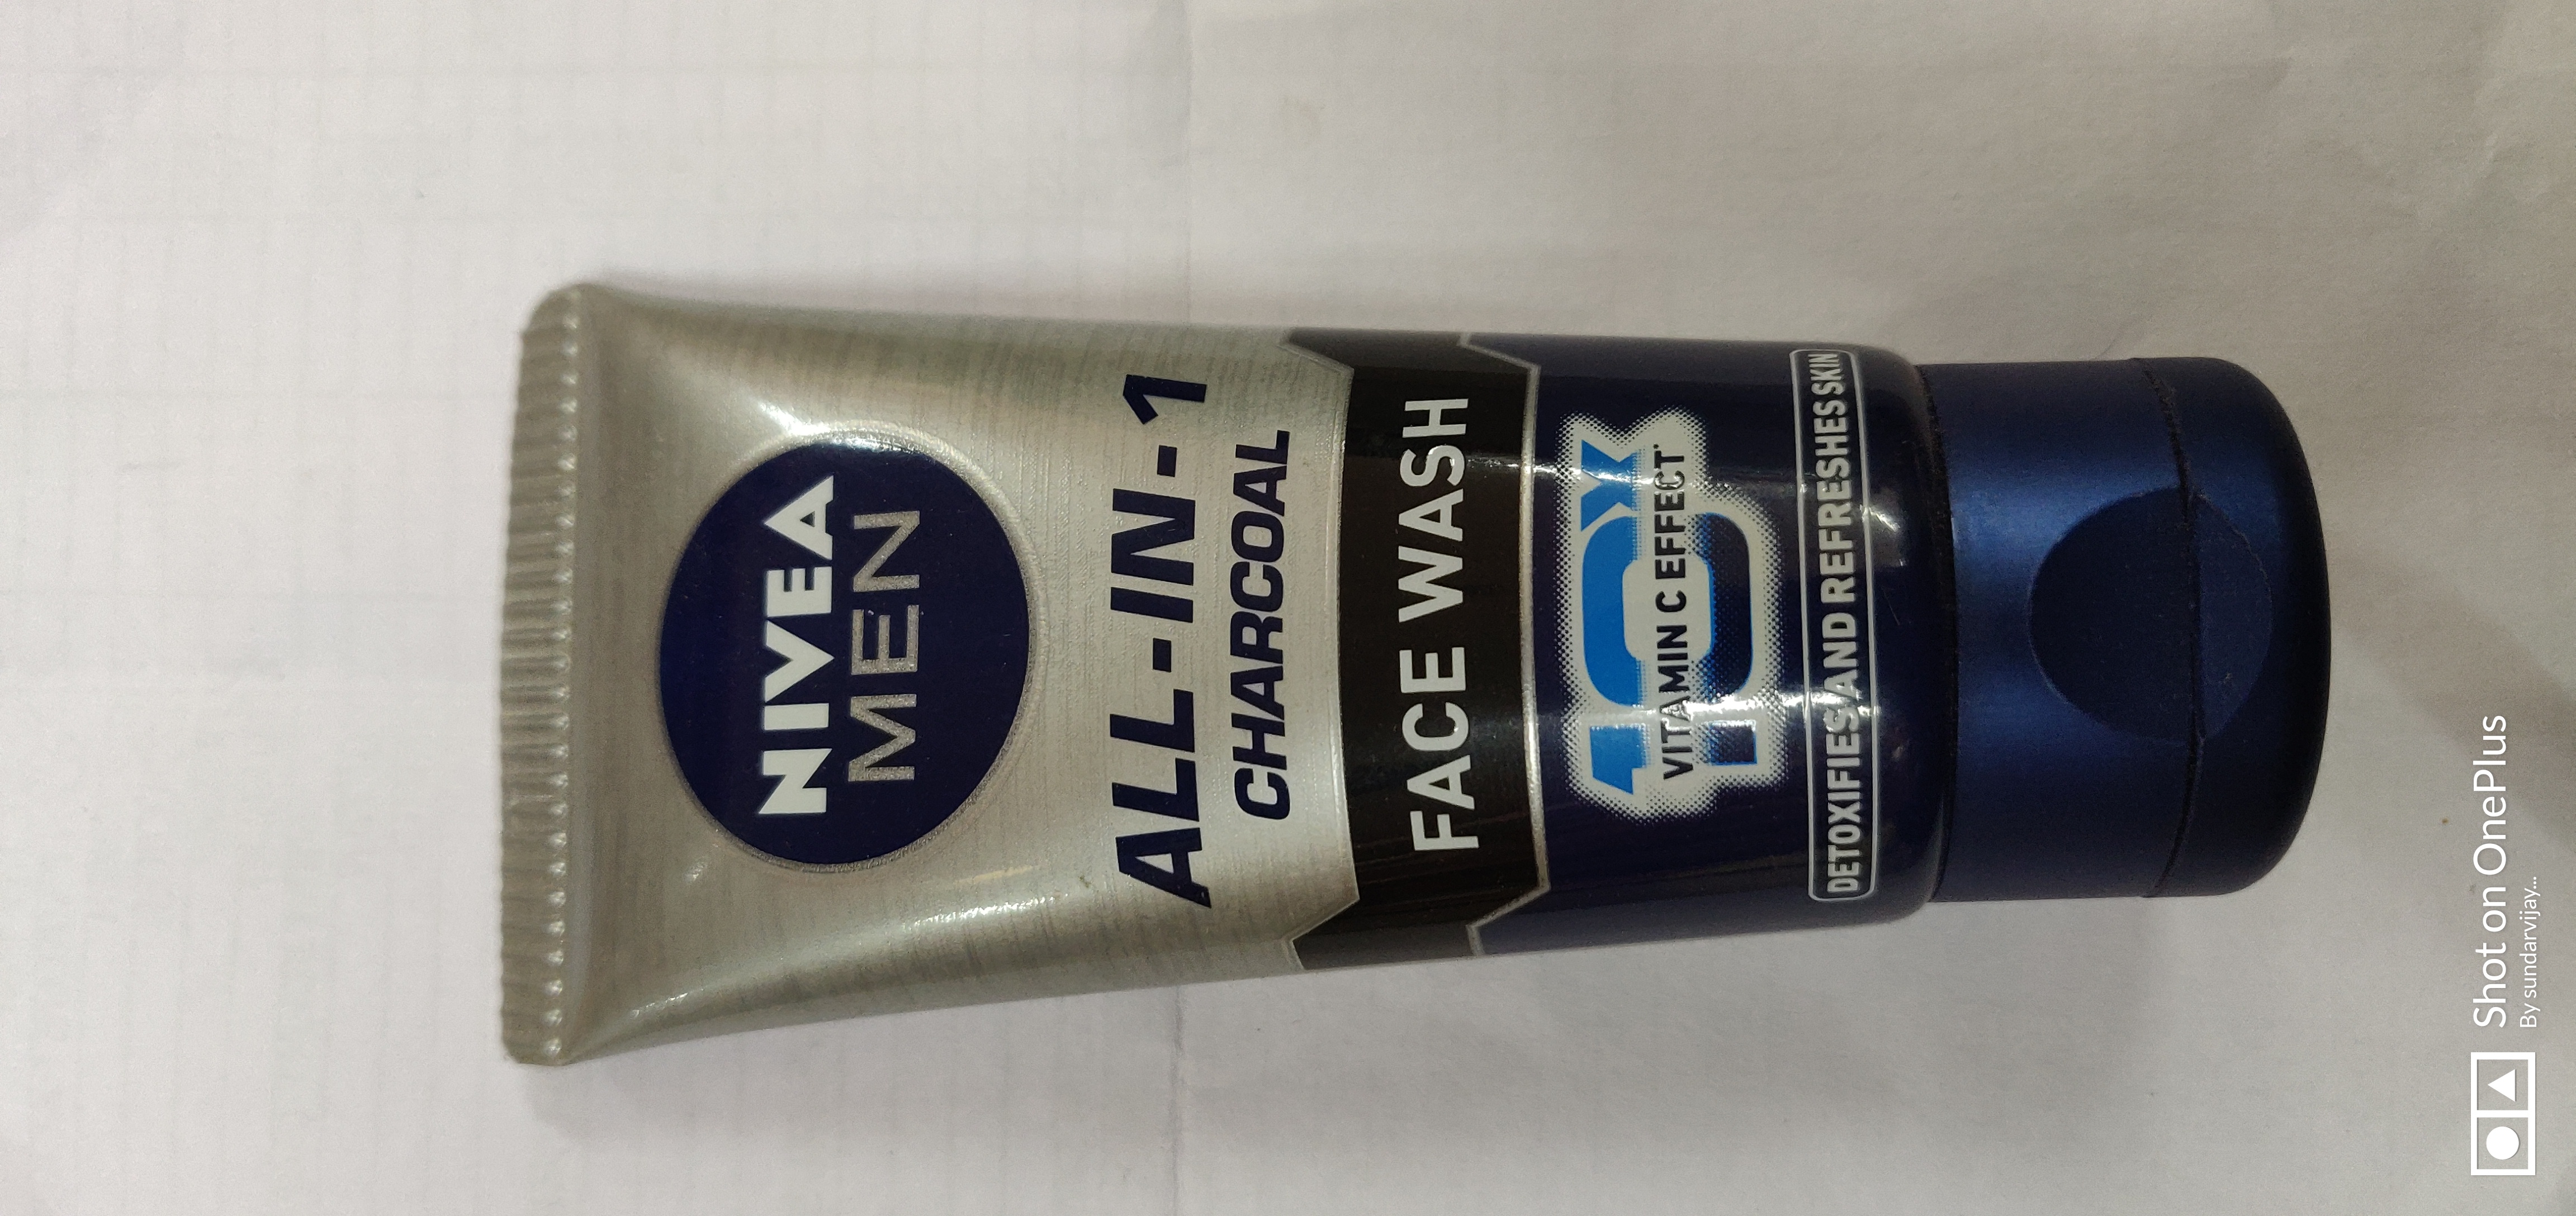 NIVEA
MEN
ALL-IN-1
CHARCOAL
FACE WASH
10X
VITAMIN C EFFECT*
DETOXIFIES AND REFRESHES SKIN
Shot on OnePlus
By sundarvijay...